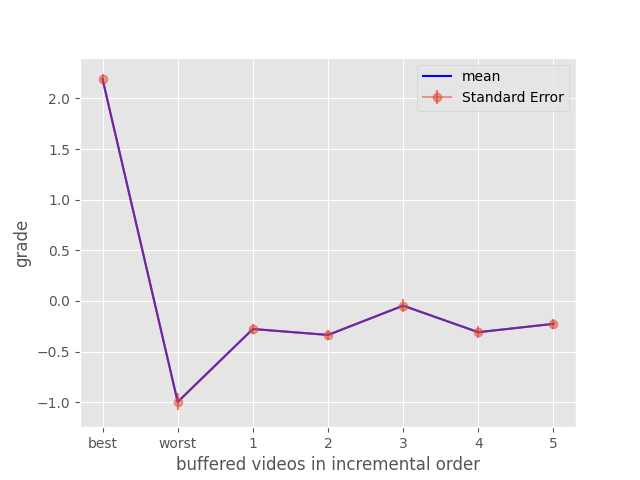 mean
Standard Error
2.0
1.5
1.0
0.5
0.0
−0.5
−1.0
grade
best worst 1 2 3 4 5
buffered videos in incremental order